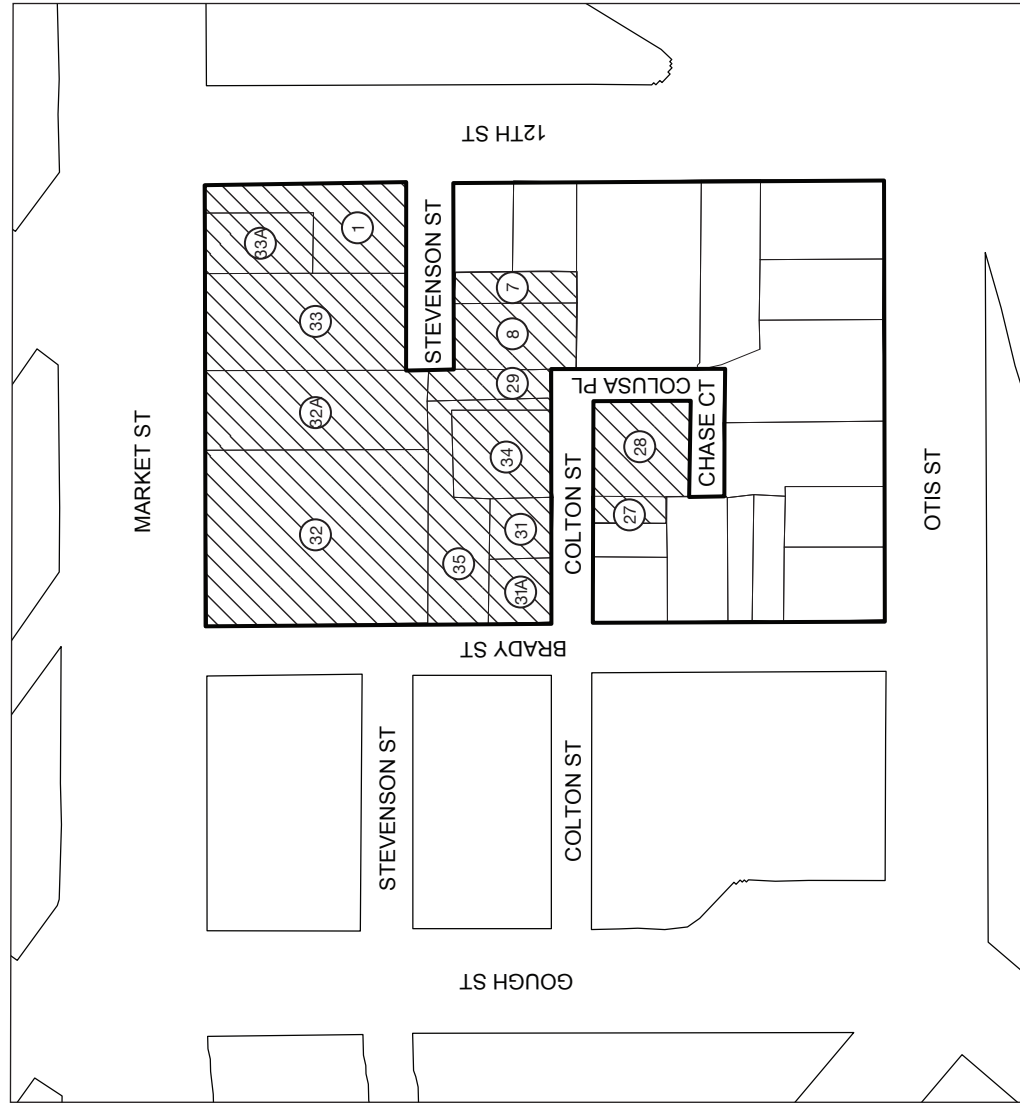 12TH ST
MARKET ST
33A
1
STEVENSON ST
33
7
8
32A
29
COLUSA PL
CHASE CT
34
28
COLTON ST
32
35
31
31A
27
OTIS ST
BRADY ST
STEVENSON ST
COLTON ST
GOUGH ST